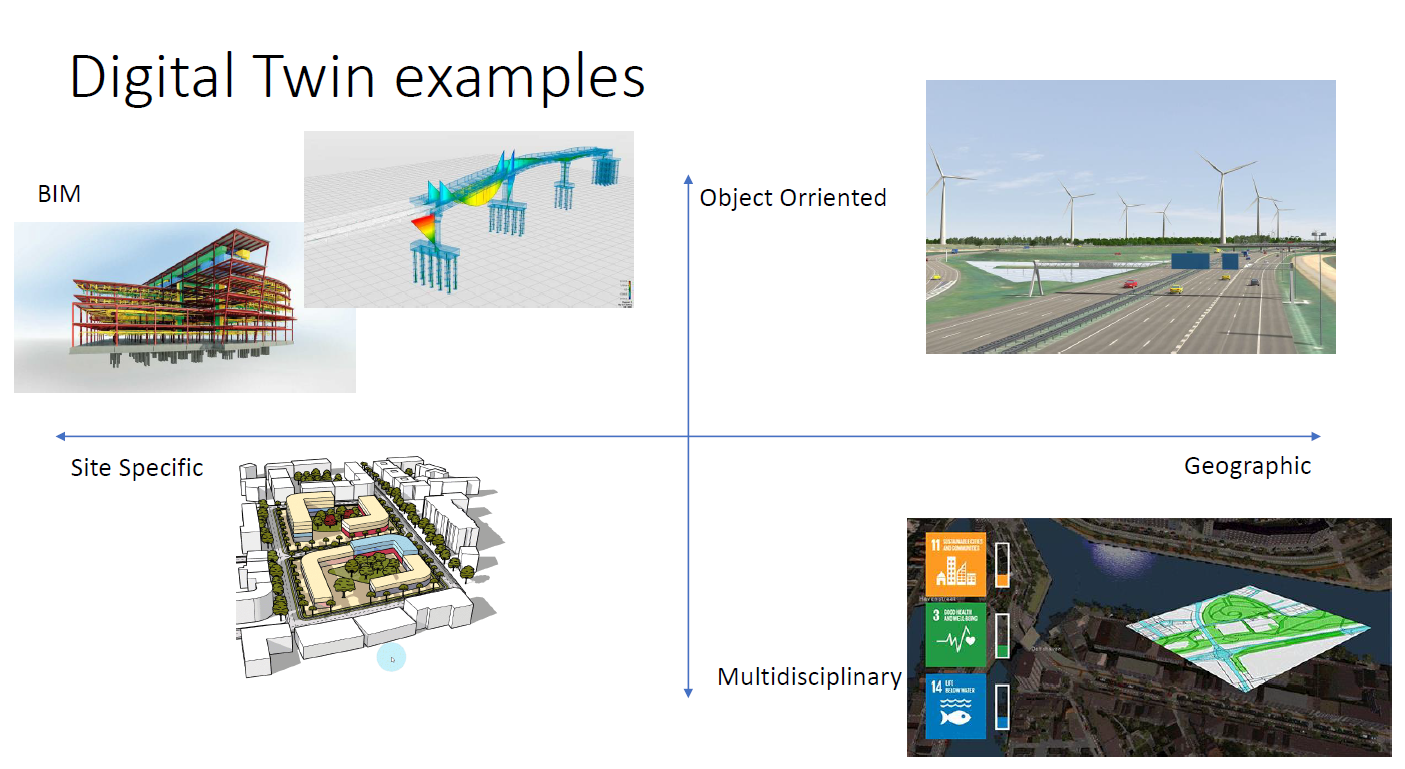 Digital Twin examples
BIM
Object Orriented
Site Specific
Geographic
Multidisciplinary
11 SUSTAINABLE CITIES
AND COMMUNITIES
3 GOOD HEALTH
AND WELL-BEING
14 LIFE
BELOW WATER